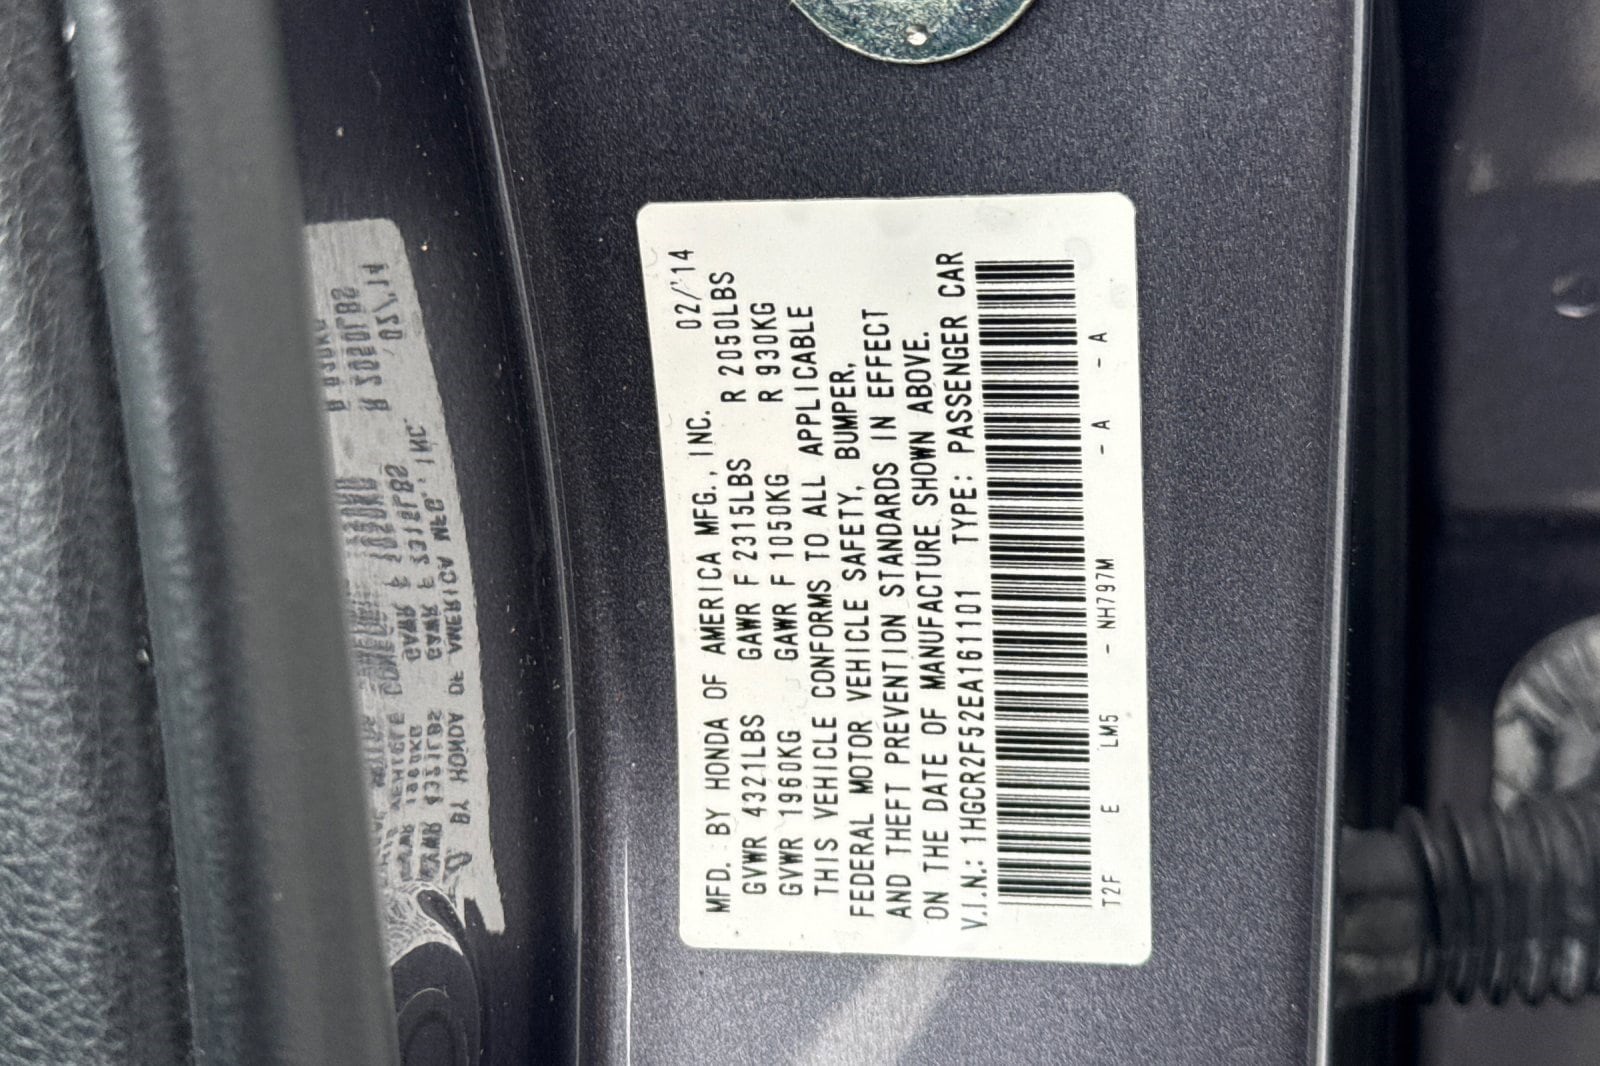 MFD. BY HONDA OF AMERICA MFG., INC. 02/14
GVWR 4321LBS GAWR F 2315LBS R 2050LBS
GVWR 1960KG GAWR F 1050KG R 930KG
THIS VEHICLE CONFORMS TO ALL APPLICABLE
FEDERAL MOTOR VEHICLE SAFETY, BUMPER,
AND THEFT PREVENTION STANDARDS IN EFFECT
ON THE DATE OF MANUFACTURE SHOWN ABOVE.
V.I.N.: 1HGCR2F52EA161101 TYPE: PASSENGER CAR
T2F E LM5 - NH797M - A - A